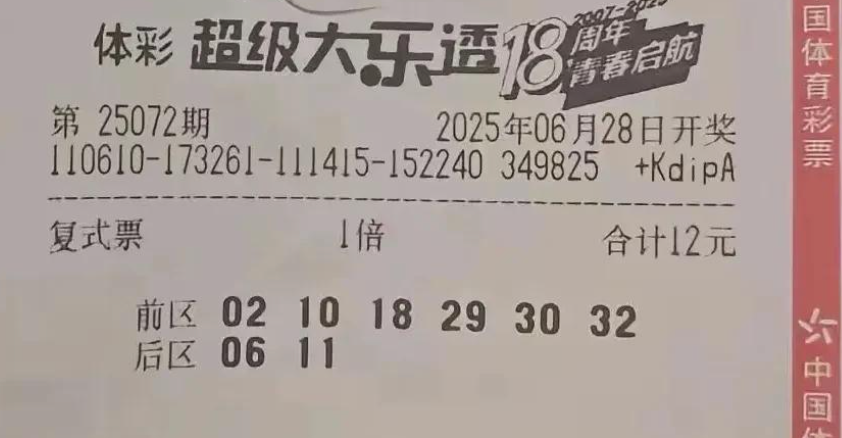 体彩 超级大乐透 18周年 2007-2025
青春启航
第 25072期 2025年06月28日开奖
110610-173261-111415-152240 349825 +KdipA
复式票 1倍 合计12元
前区 02 10 18 29 30 32
后区 06 11
国体育彩票
中国体